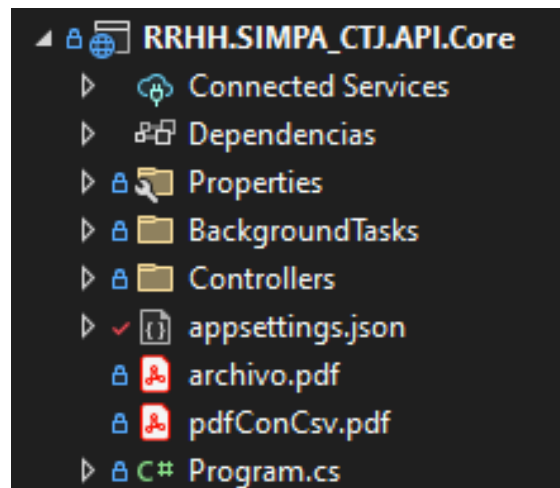 RRHH.SIMPA_CTJ.API.Core
Connected Services
Dependencias
Properties
BackgroundTasks
Controllers
appsettings.json
archivo.pdf
pdfConCsv.pdf
C# Program.cs